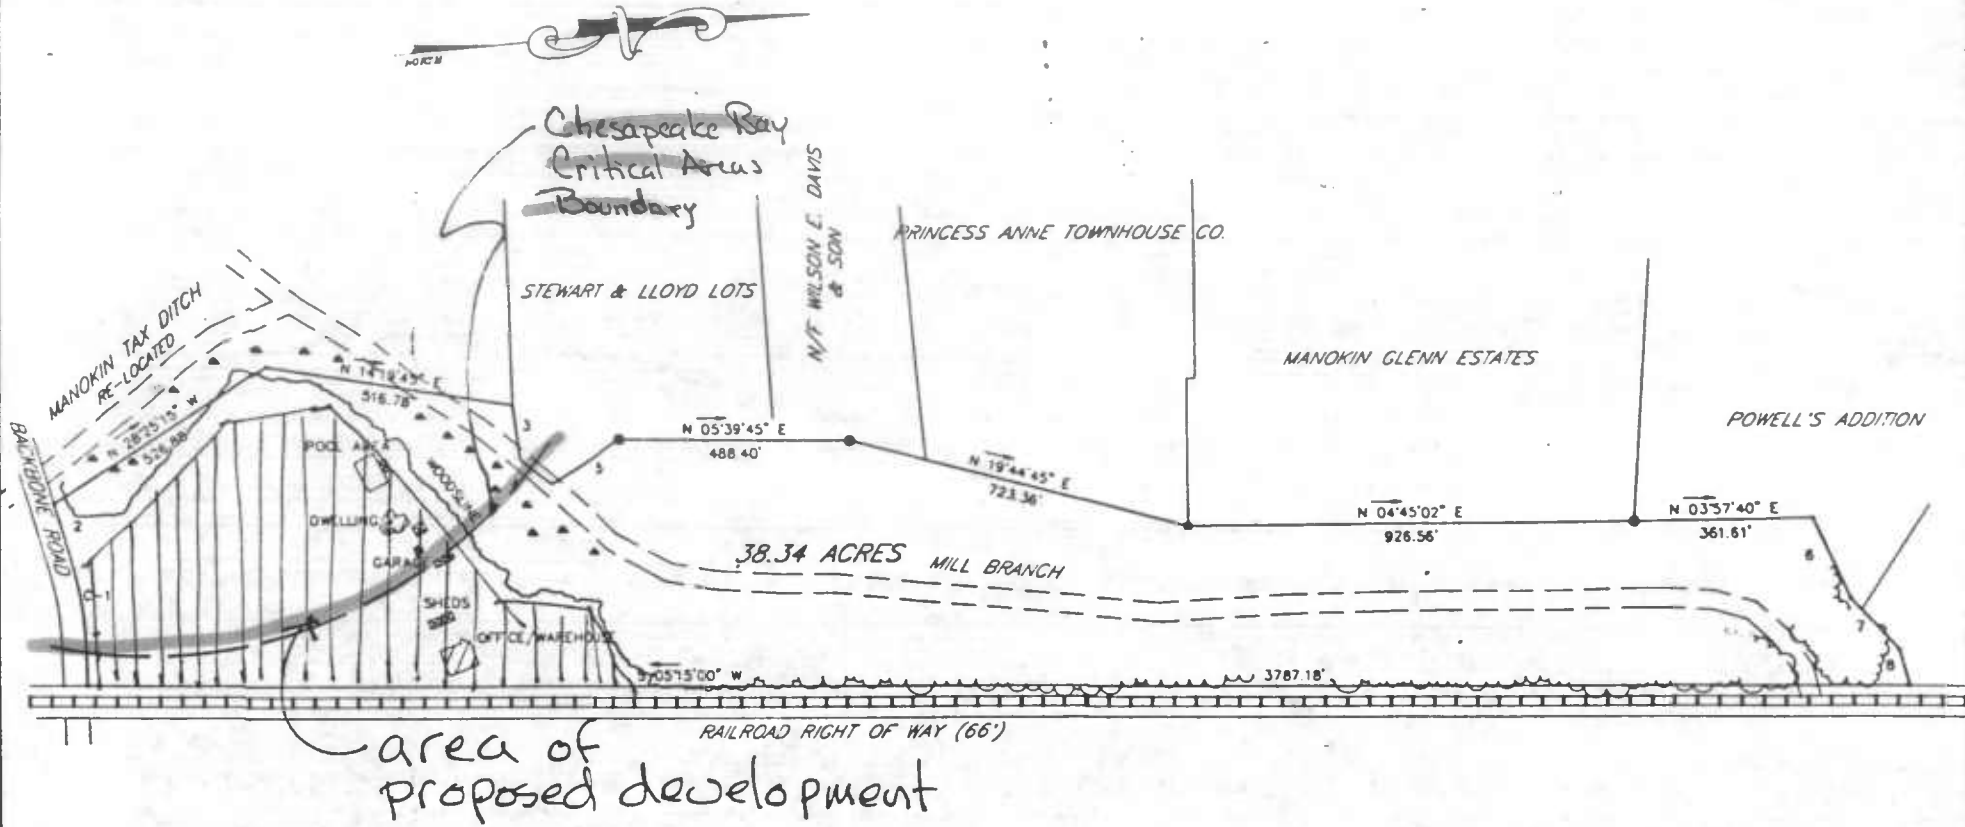 NORTH
Chesapeake Bay
Critical Areas
Boundary
N/F WILSON E. DAVIS
& SON
PRINCESS ANNE TOWNHOUSE CO.
STEWART & LLOYD LOTS
MANOKIN TAX DITCH
RE-LOCATED
MANOKIN GLENN ESTATES
POWELL'S ADDITION
N 14°19'45" E
516.78'
N 28°25'15" W
526.88'
BACKBONE ROAD
3
N 05°39'45" E
488.40'
5
N 19°44'45" E
723.36'
N 04°45'02" E
926.56'
N 03°57'40" E
361.61'
POOL AREA
WOODSLINE
2
DWELLING
GARAGE
38.34 ACRES
MILL BRANCH
6
C-1
SHEDS
7
OFFICE/WAREHOUSE
8
S 05°15'00" W
3787.18'
RAILROAD RIGHT OF WAY (66')
area of
proposed development